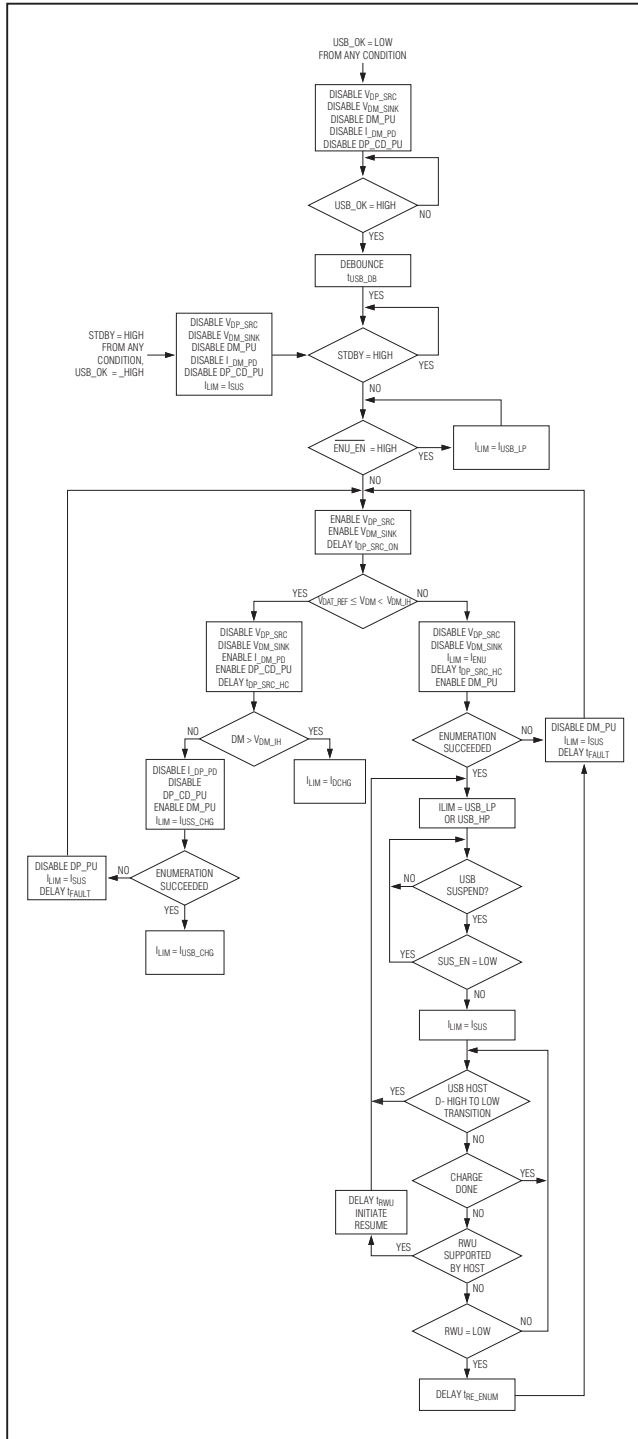 USB_OK = LOW
FROM ANY CONDITION
DISABLE VDP_SRC
DISABLE VDM_SINK
DISABLE DM_PU
DISABLE I_DM_PD
DISABLE DP_CD_PU
USB_OK = HIGH
NO
YES
DEBOUNCE
tUSB_DB
YES
STDBY = HIGH
FROM ANY
CONDITION,
USB_OK = _HIGH
DISABLE VDP_SRC
DISABLE VDM_SINK
DISABLE DM_PU
DISABLE I_DM_PD
DISABLE DP_CD_PU
ILIM = ISUS
STDBY = HIGH
YES
NO
ENU_EN = HIGH
YES
ILIM = IUSB_LP
NO
ENABLE VDP_SRC
ENABLE VDM_SINK
DELAY tDP_SRC_ON
YES
VDAT_REF ≤ VDM < VDM_IH
NO
DISABLE VDP_SRC
DISABLE VDM_SINK
ENABLE I_DM_PD
ENABLE DP_CD_PU
DELAY tDP_SRC_HC
DISABLE VDP_SRC
DISABLE VDM_SINK
ILIM = IENU
DELAY tDP_SRC_HC
ENABLE DM_PU
NO
DM > VDM_IH
YES
ILIM = IDCHG
ENUMERATION
SUCCEEDED
NO
YES
DISABLE DM_PU
ILIM = ISUS
DELAY tFAULT
DISABLE I_DP_PD
DISABLE
DP_CD_PU
ENABLE DM_PU
ILIM = IUSS_CHG
ILIM = USB_LP
OR USB_HP
DISABLE DP_PU
ILIM = ISUS
DELAY tFAULT
NO
ENUMERATION
SUCCEEDED
YES
ILIM = IUSB_CHG
NO
USB
SUSPEND?
YES
YES
SUS_EN = LOW
NO
ILIM = ISUS
YES
USB HOST
D- HIGH TO LOW
TRANSITION
NO
CHARGE
DONE
YES
NO
DELAY tRWU
INITIATE
RESUME
YES
RWU
SUPPORTED
BY HOST
NO
RWU = LOW
NO
YES
DELAY tRE_ENUM